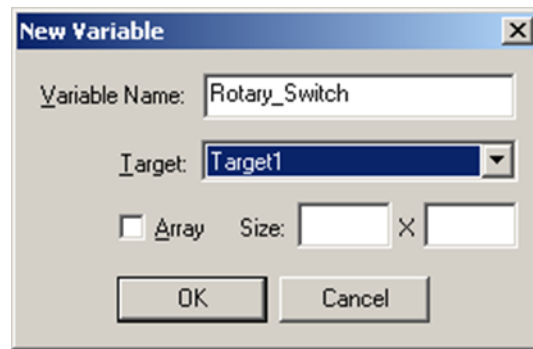 New Variable
Variable Name: Rotary_Switch
Target: Target1
Array Size: X
OK Cancel